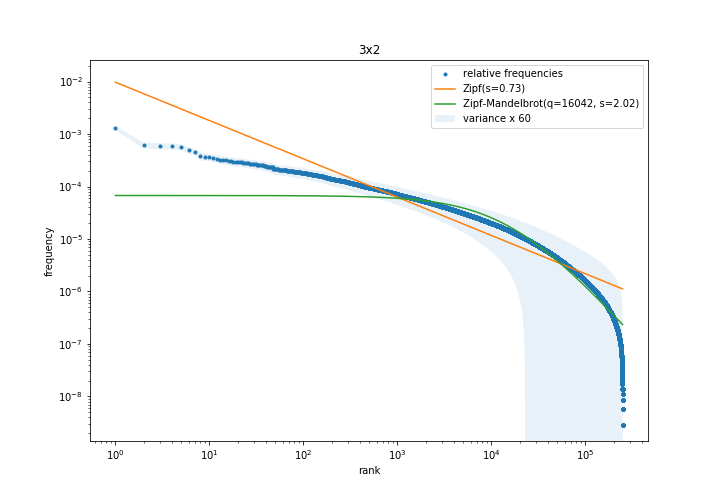 3x2
relative frequencies
Zipf(s=0.73)
Zipf-Mandelbrot(q=16042, s=2.02)
variance x 60
frequency
10⁻²
10⁻³
10⁻⁴
10⁻⁵
10⁻⁶
10⁻⁷
10⁻⁸
10⁰ 10¹ 10² 10³ 10⁴ 10⁵
rank